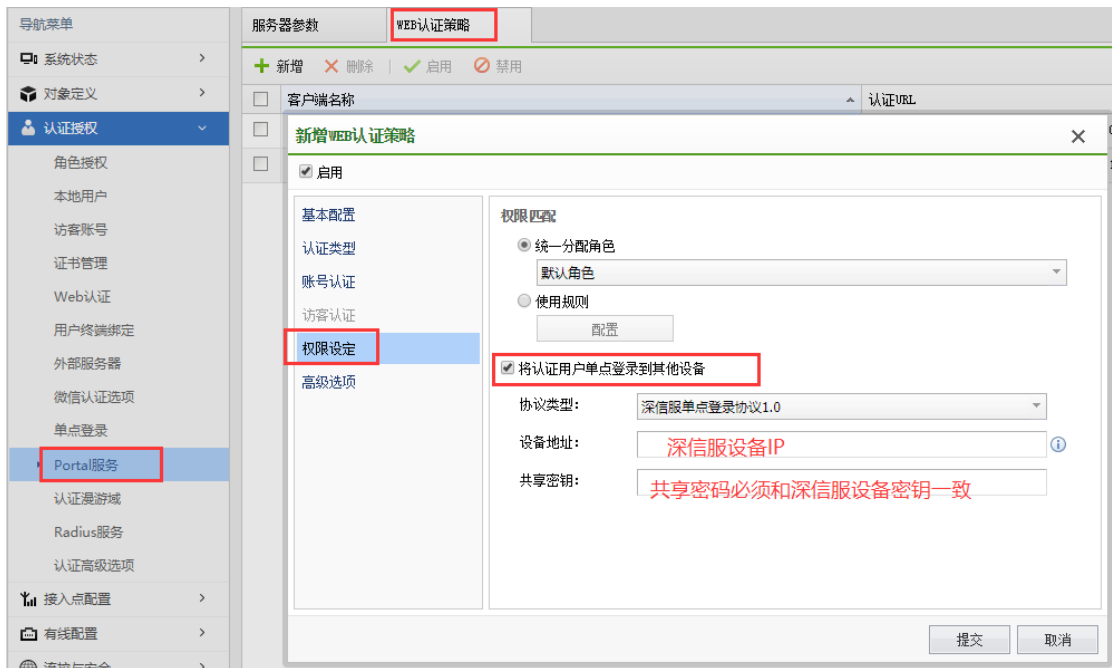 导航菜单
服务器参数
WEB认证策略
系统状态
新增 删除 启用 禁用
对象定义
客户端名称
认证URL
认证授权
新增WEB认证策略
角色授权
启用
本地用户
访客账号
证书管理
Web认证
用户终端绑定
外部服务器
微信认证选项
单点登录
Portal服务
认证漫游域
Radius服务
认证高级选项
接入点配置
有线配置
流控与安全
基本配置
认证类型
账号认证
访客认证
权限设定
高级选项
权限匹配
统一分配角色
默认角色
使用规则
配置
将认证用户单点登录到其他设备
协议类型: 深信服单点登录协议1.0
设备地址: 深信服设备IP
共享密钥: 共享密码必须和深信服设备密钥一致
提交 取消